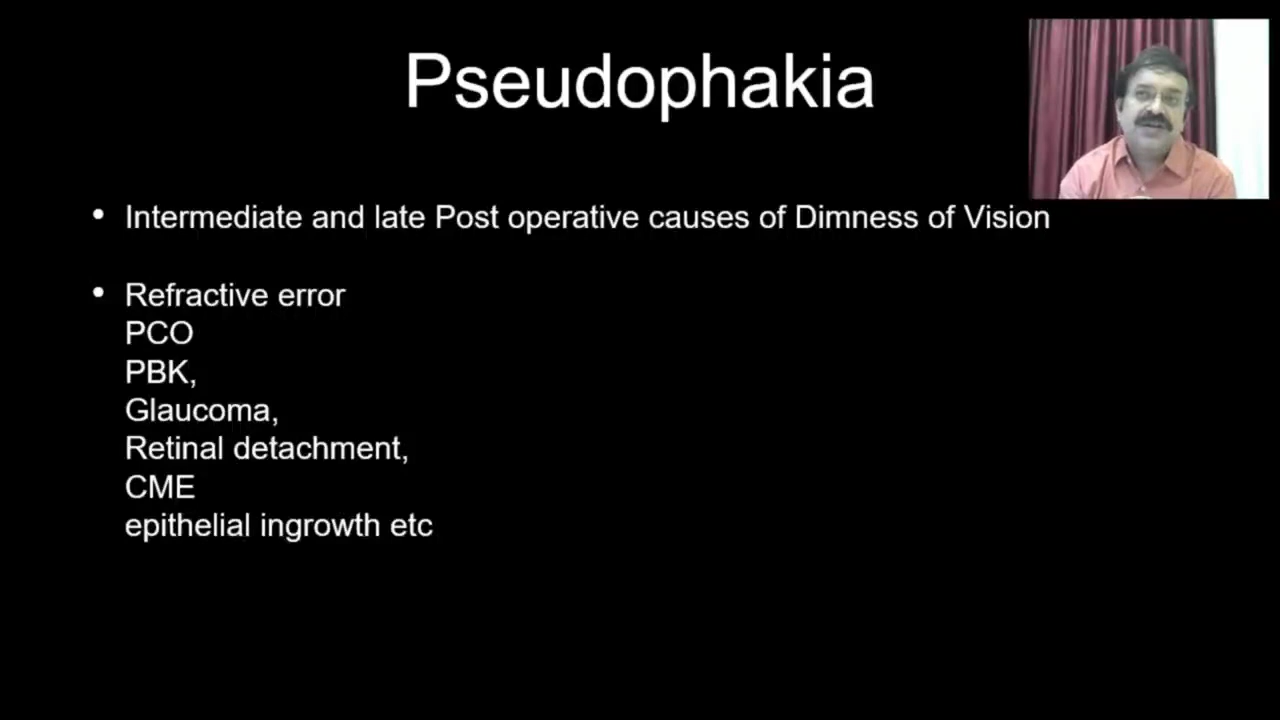 Pseudophakia
• Intermediate and late Post operative causes of Dimness of Vision
• Refractive error
PCO
PBK,
Glaucoma,
Retinal detachment,
CME
epithelial ingrowth etc